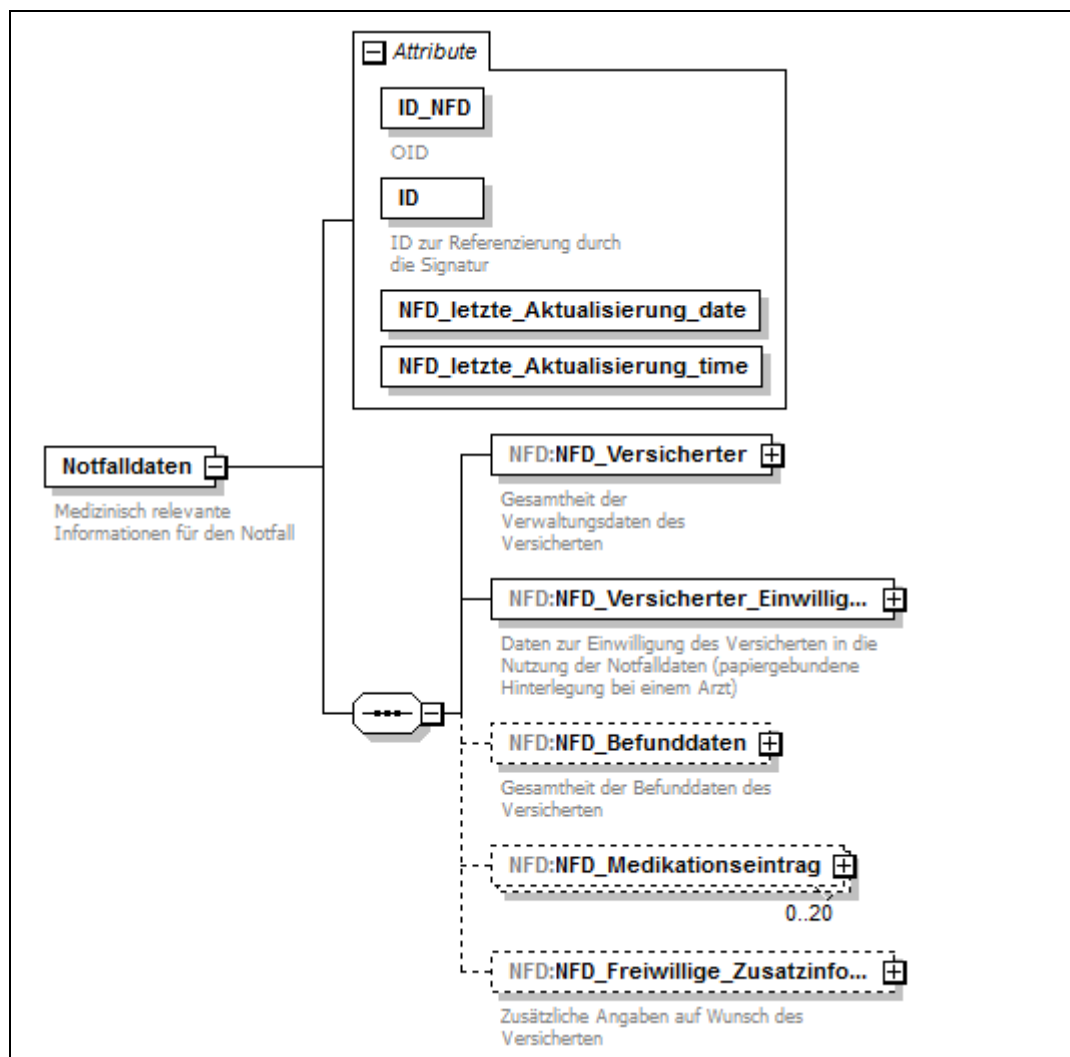 Attribute
ID_NFD
OID
ID
ID zur Referenzierung durch
die Signatur
NFD_letzte_Aktualisierung_date
NFD_letzte_Aktualisierung_time
Notfalldaten
Medizinisch relevante
Informationen für den Notfall
NFD:NFD_Versicherter
Gesamtheit der
Verwaltungsdaten des
Versicherten
NFD:NFD_Versicherter_Einwillig...
Daten zur Einwilligung des Versicherten in die
Nutzung der Notfalldaten (papiergebundene
Hinterlegung bei einem Arzt)
NFD:NFD_Befunddaten
Gesamtheit der Befunddaten des
Versicherten
NFD:NFD_Medikationseintrag
0..20
NFD:NFD_Freiwillige_Zusatzinfo...
Zusätzliche Angaben auf Wunsch des
Versicherten